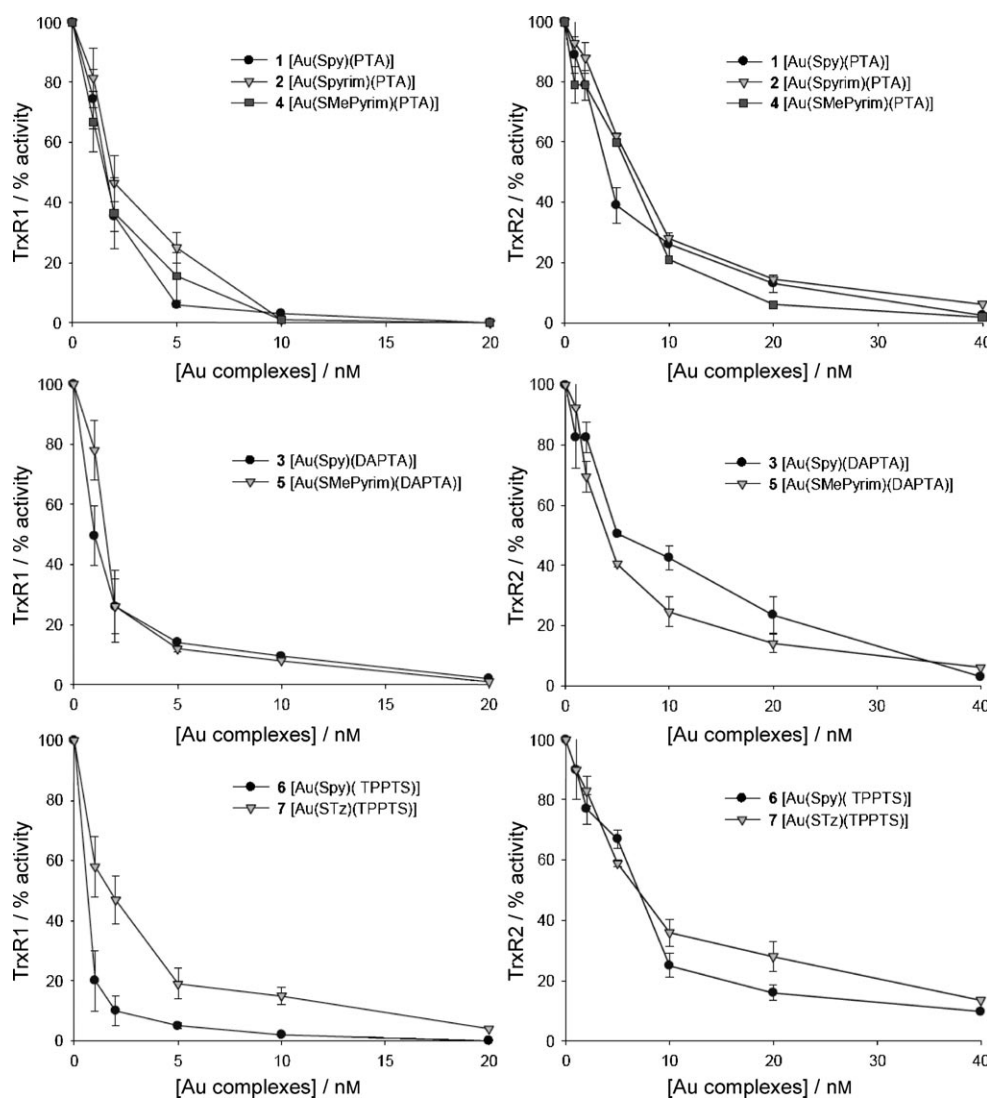 100
80
60
40
20
0
TrxR1 / % activity
1 [Au(Spy)(PTA)]
2 [Au(Spyrim)(PTA)]
4 [Au(SMePyrim)(PTA)]
0 5 10 15 20
[Au complexes] / nM
100
80
60
40
20
0
TrxR2 / % activity
1 [Au(Spy)(PTA)]
2 [Au(Spyrim)(PTA)]
4 [Au(SMePyrim)(PTA)]
0 10 20 30 40
[Au complexes] / nM
100
80
60
40
20
0
TrxR1 / % activity
3 [Au(Spy)(DAPTA)]
5 [Au(SMePyrim)(DAPTA)]
0 5 10 15 20
[Au complexes] / nM
100
80
60
40
20
0
TrxR2 / % activity
3 [Au(Spy)(DAPTA)]
5 [Au(SMePyrim)(DAPTA)]
0 10 20 30 40
[Au complexes] / nM
100
80
60
40
20
0
TrxR1 / % activity
6 [Au(Spy)( TPPTS)]
7 [Au(STz)(TPPTS)]
0 5 10 15 20
[Au complexes] / nM
100
80
60
40
20
0
TrxR2 / % activity
6 [Au(Spy)( TPPTS)]
7 [Au(STz)(TPPTS)]
0 10 20 30 40
[Au complexes] / nM